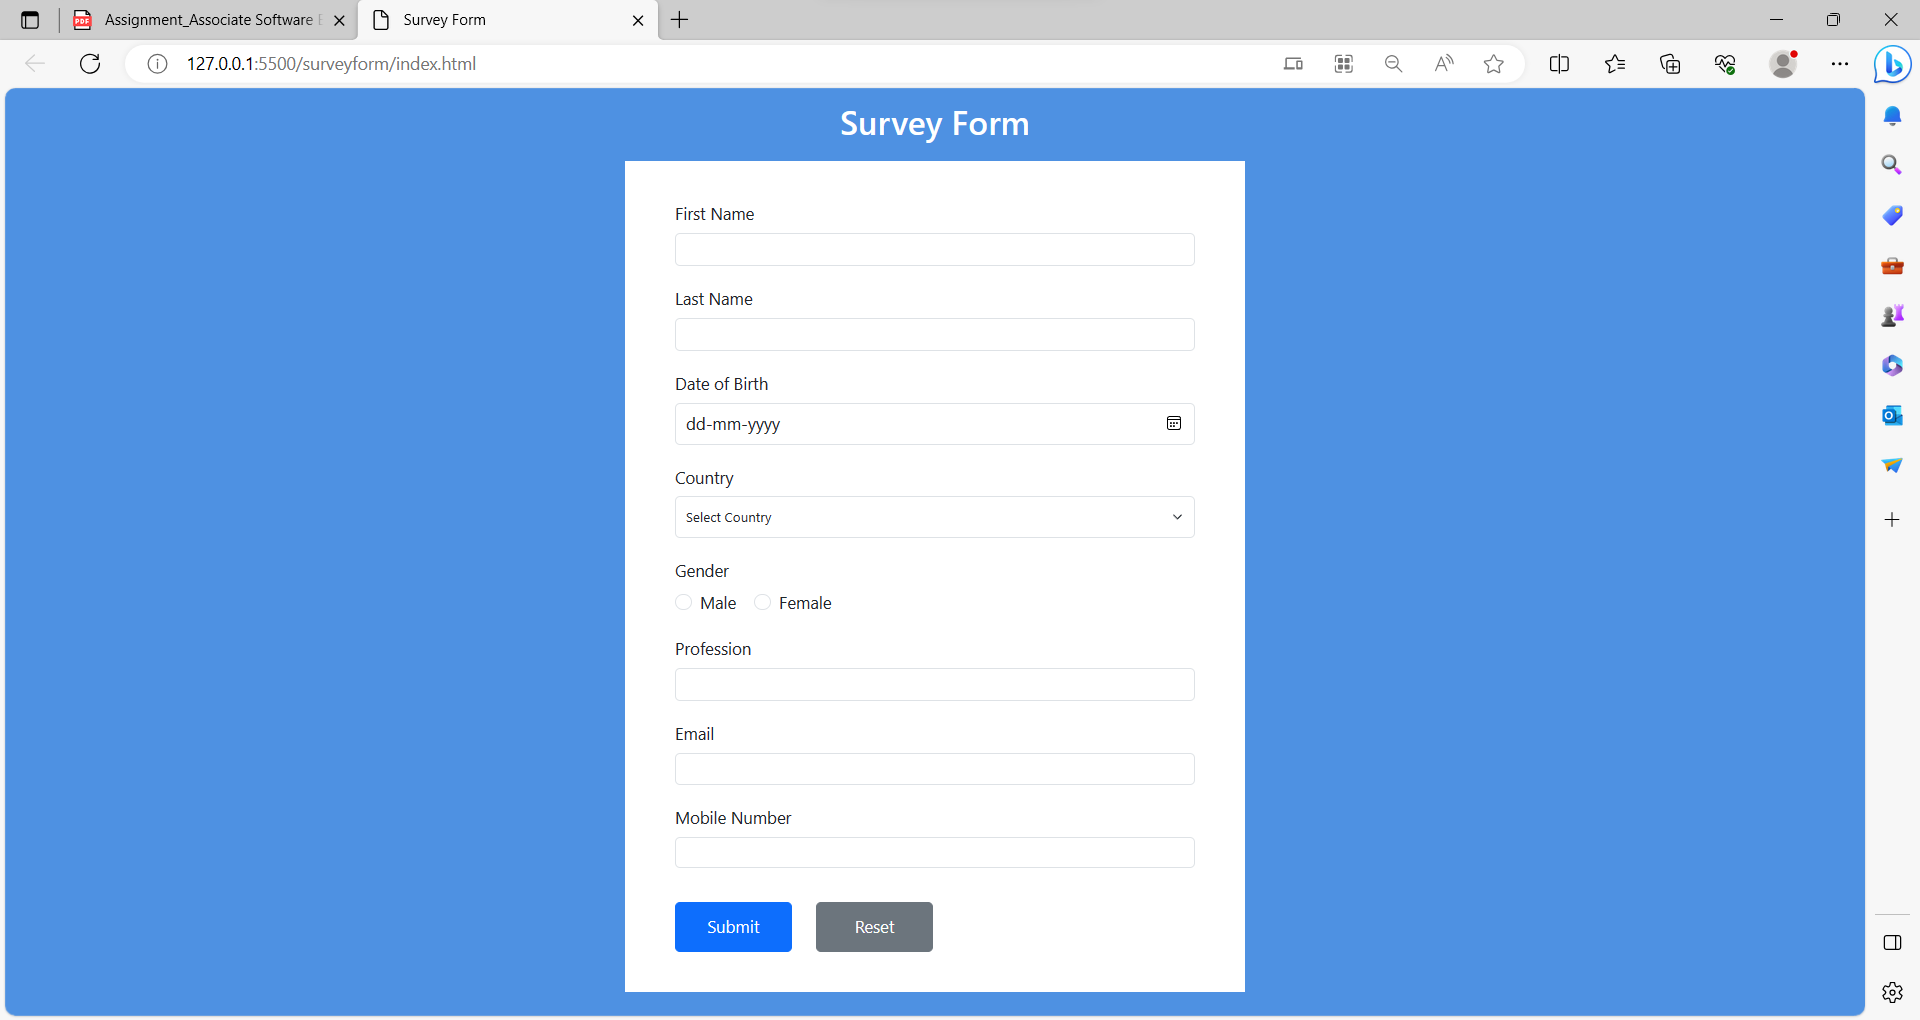 Assignment_Associate Software
Survey Form
127.0.0.1:5500/surveyform/index.html
Survey Form
First Name
Last Name
Date of Birth
dd-mm-yyyy
Country
Select Country
Gender
Male Female
Profession
Email
Mobile Number
Submit Reset